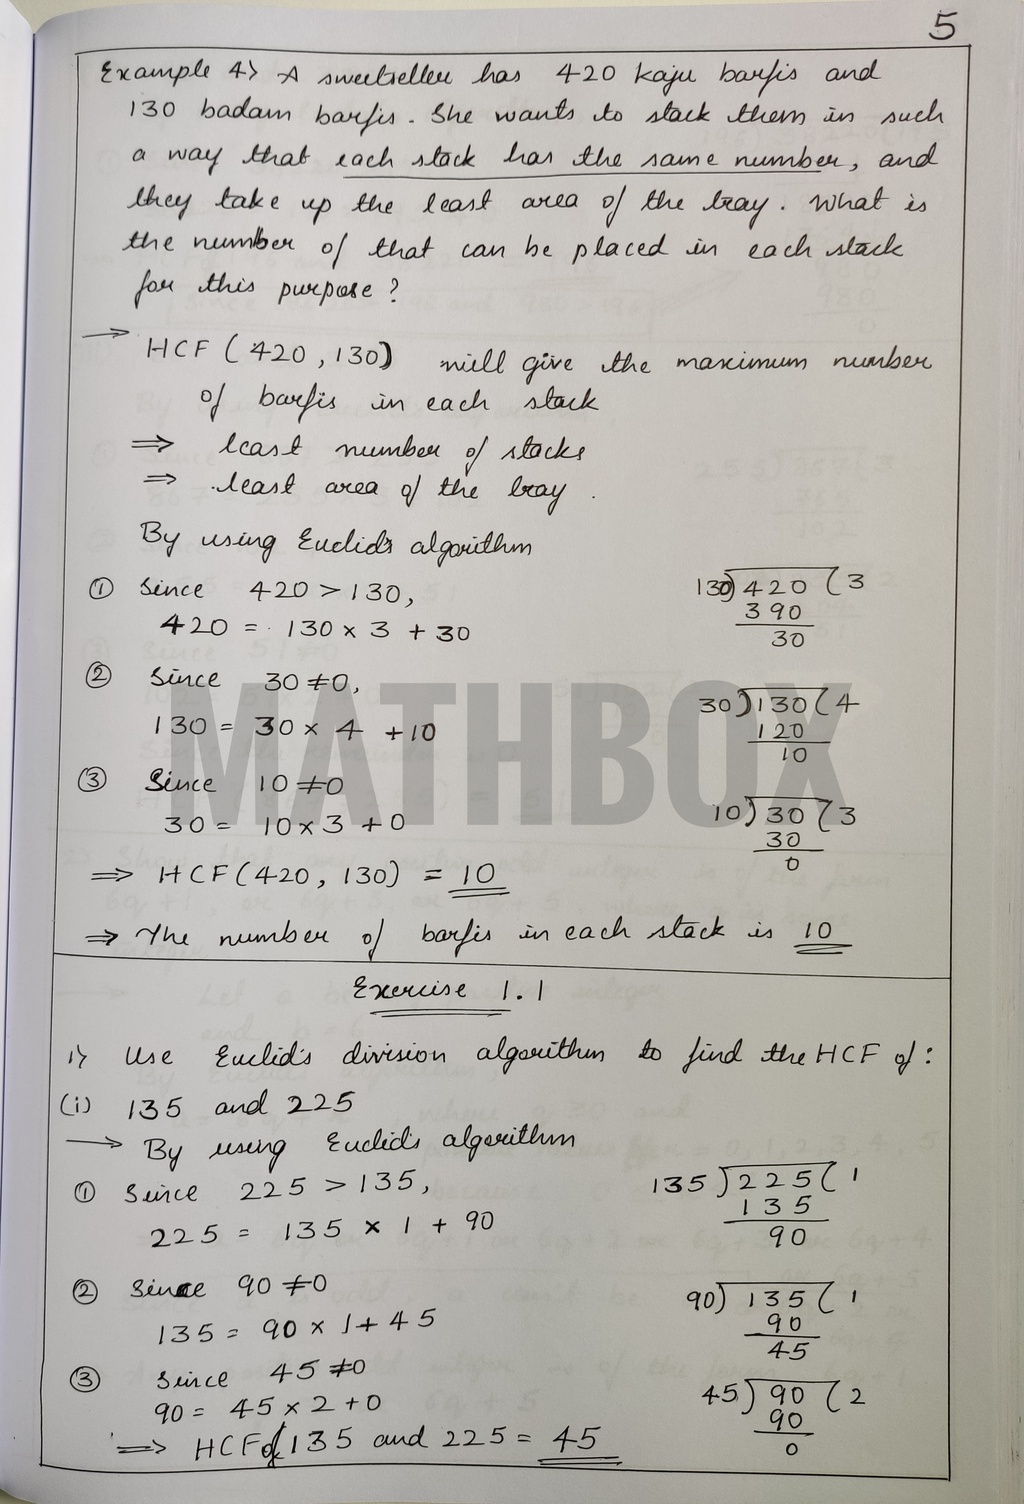 5
Example 4> A sweetseller has 420 kaju barfis and
130 badam barfis. She wants to stack them in such
a way that each stack has the same number, and
they take up the least area of the tray. What is
the number of that can be placed in each stack
for this purpose?
→ HCF (420, 130) will give the maximum number
of barfis in each stack
⇒ least number of stacks
⇒ least area of the tray.
By using Euclid's algorithm
① Since 420 > 130,
420 = 130 × 3 + 30
130)420(3
390
30
② Since 30 ≠ 0,
130 = 30 × 4 + 10
30)130(4
120
10
③ Since 10 ≠ 0
30 = 10 × 3 + 0
10)30(3
30
0
⇒ HCF(420, 130) = 10
⇒ The number of barfis in each stack is 10
MATHBOX
Exercise 1.1
1> Use Euclid's division algorithm to find the HCF of:
(i) 135 and 225
→ By using Euclid's algorithm
① Since 225 > 135,
225 = 135 × 1 + 90
135)225(1
135
90
② Since 90 ≠ 0
135 = 90 × 1 + 45
90)135(1
90
45
③ Since 45 ≠ 0
90 = 45 × 2 + 0
45)90(2
90
0
⇒ HCF of 135 and 225 = 45